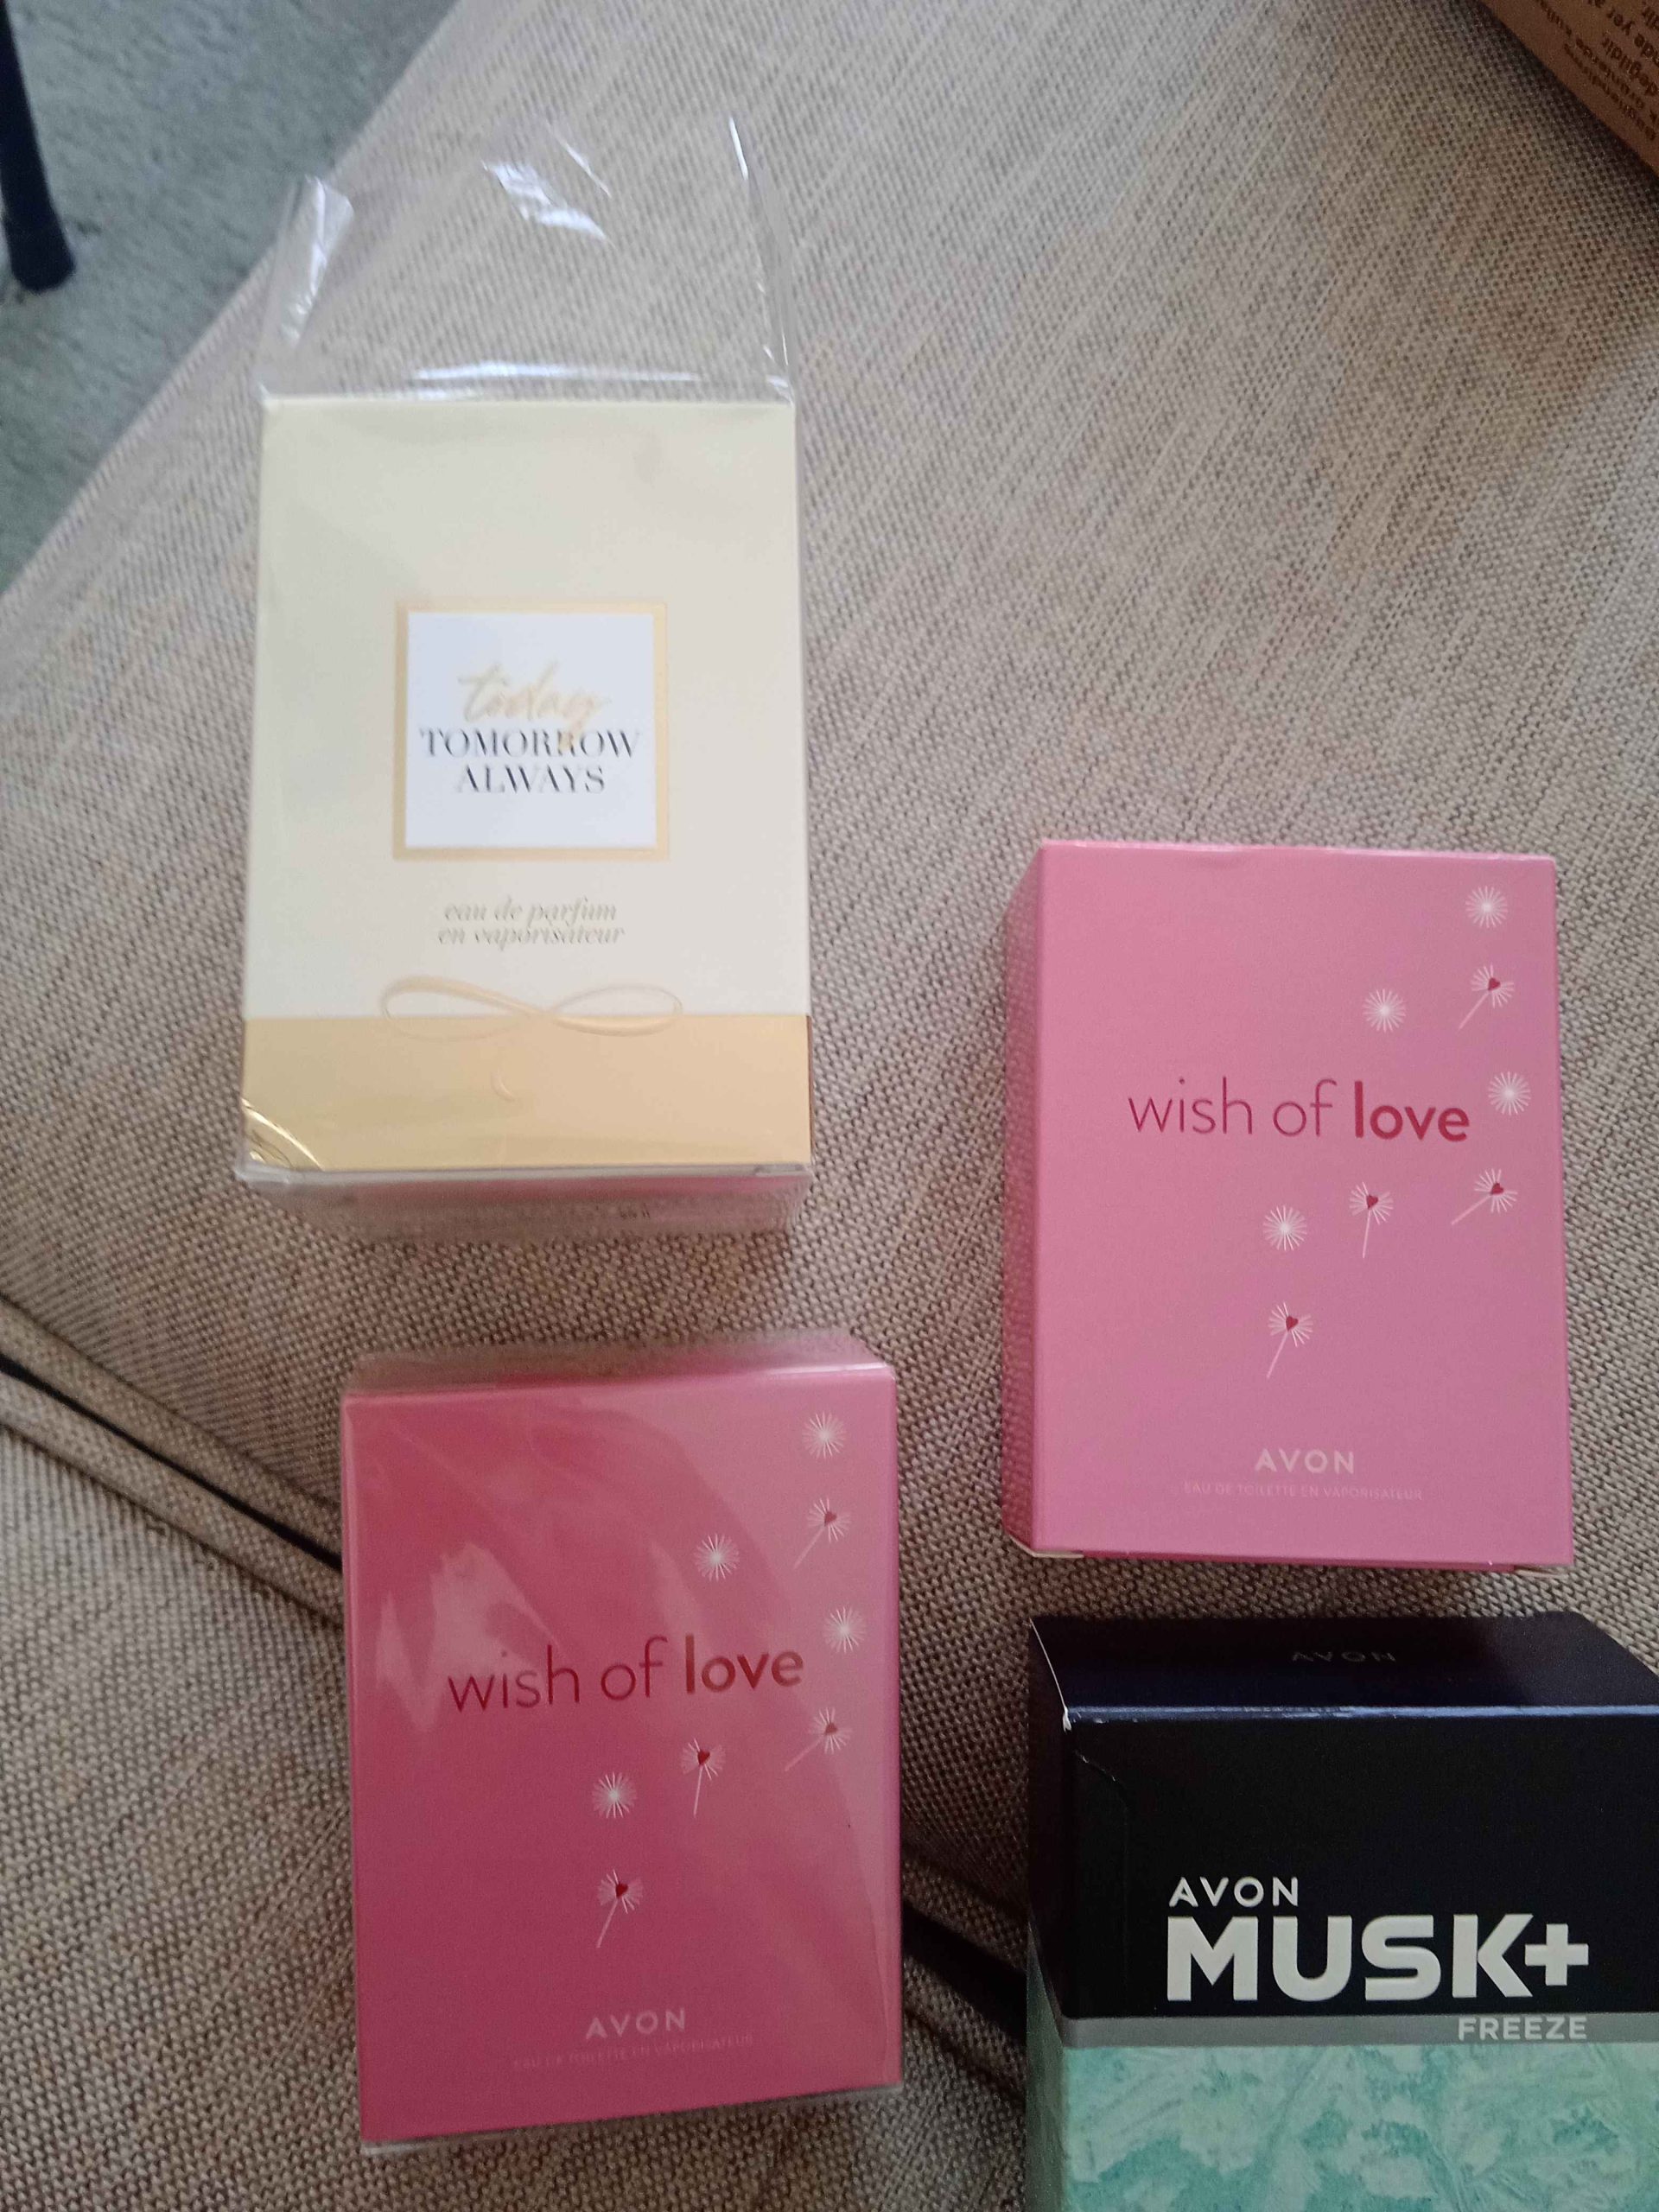 today
TOMORROW
ALWAYS
eau de parfum
en vaporisateur
wish of love
AVON
EAU DE TOILETTE EN VAPORISATEUR
wish of love
AVON
EAU DE TOILETTE EN VAPORISATEUR
AVON
AVON
MUSK+
FREEZE